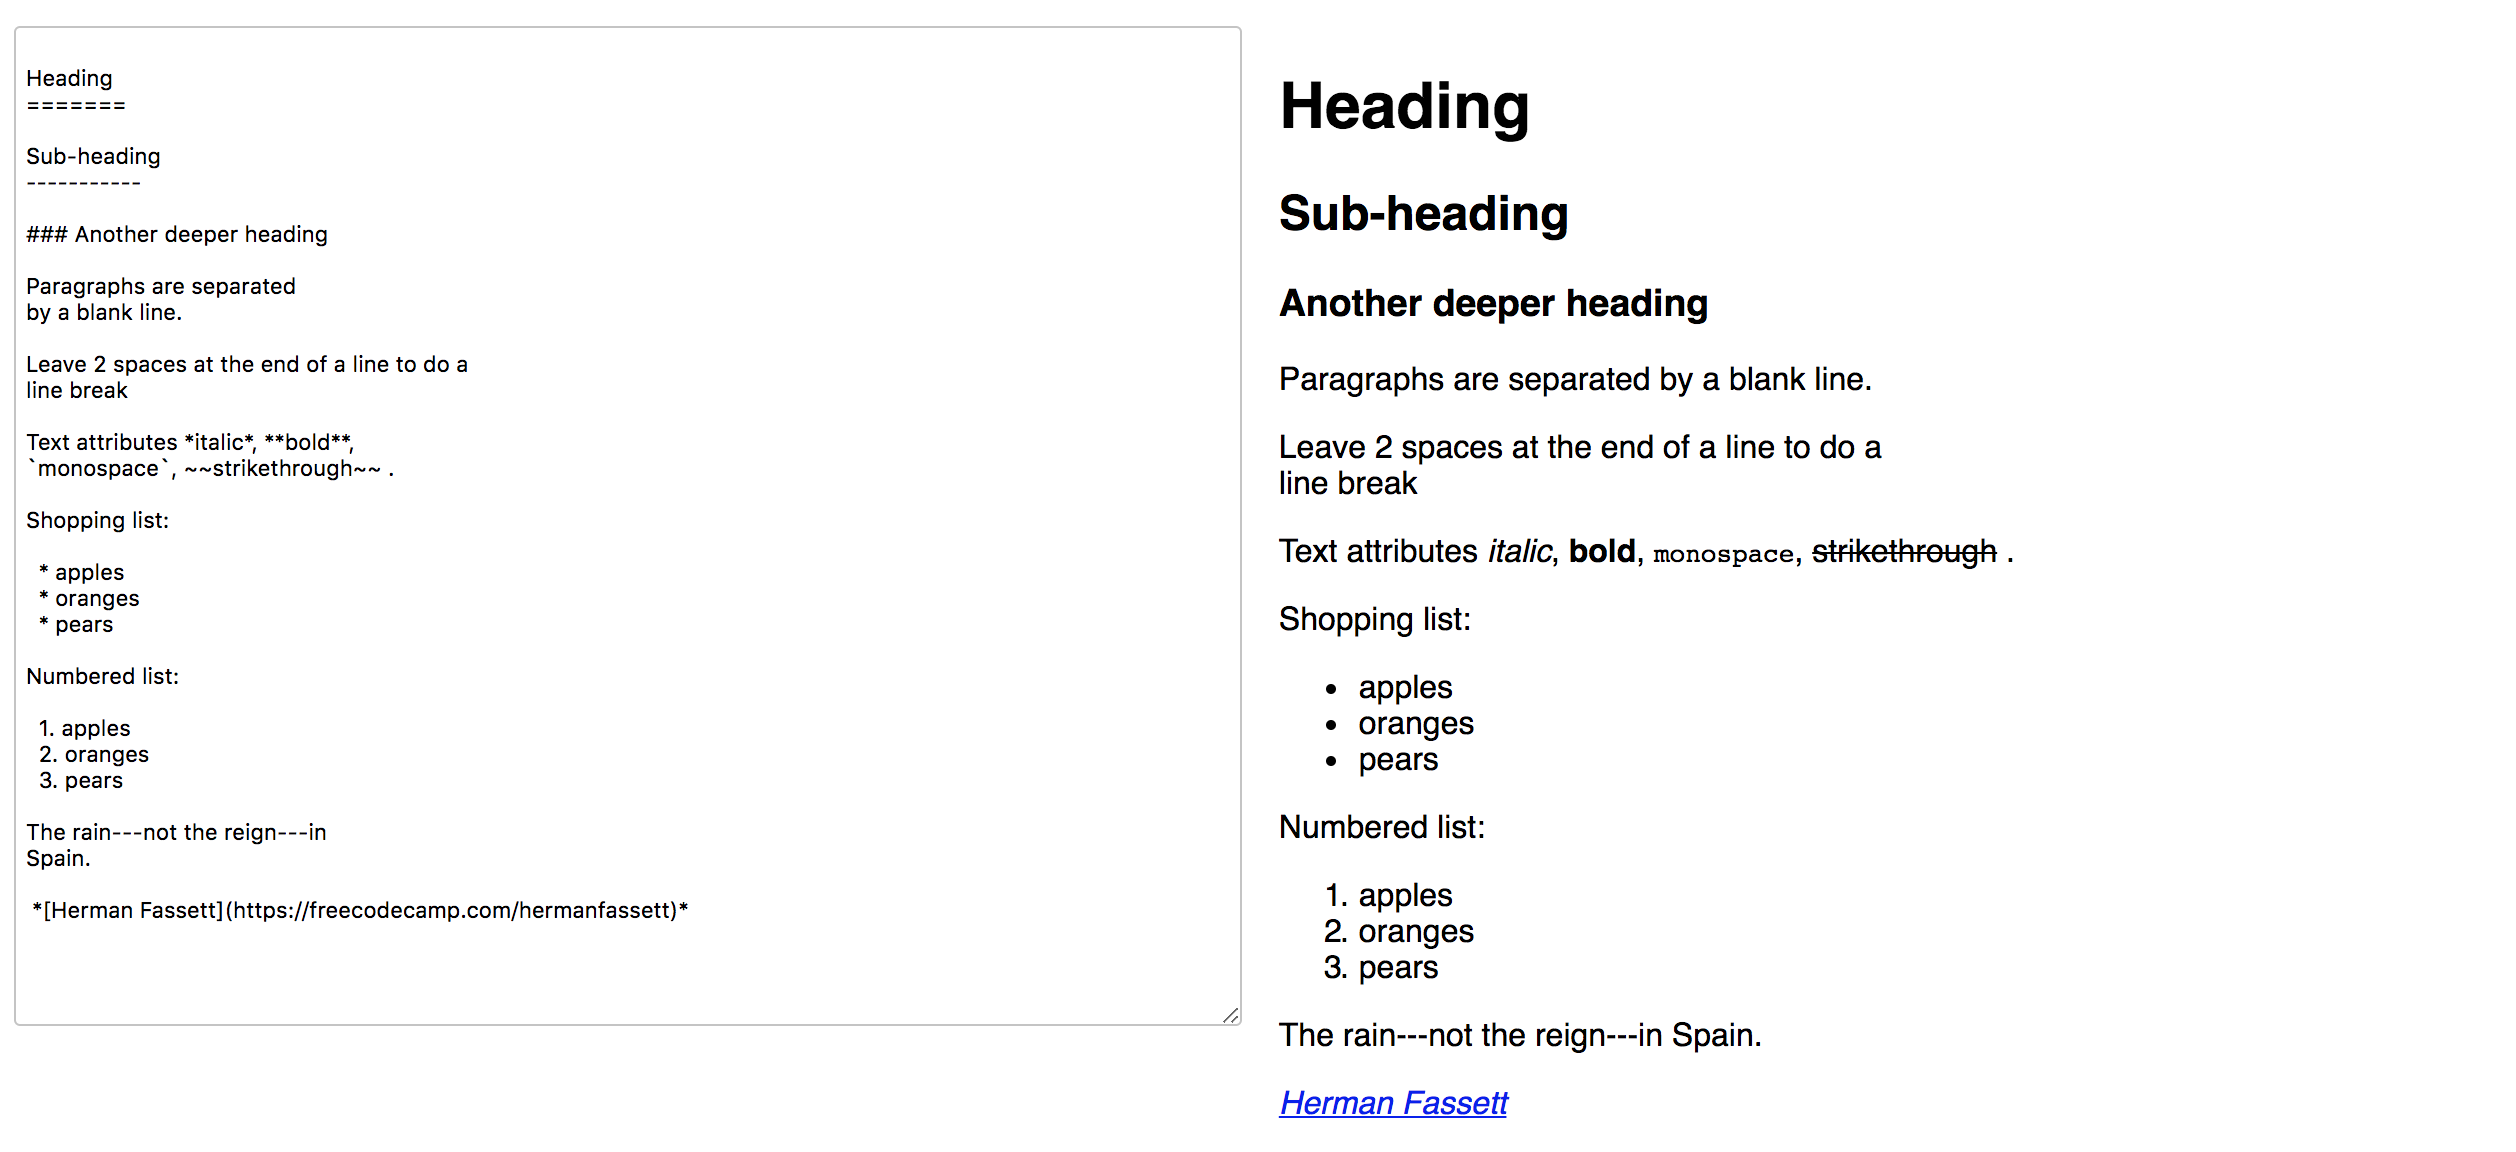 Heading
=======
Sub-heading
-----------
### Another deeper heading
Paragraphs are separated
by a blank line.
Leave 2 spaces at the end of a line to do a
line break
Text attributes *italic*, **bold**,
`monospace`, ~~strikethrough~~ .
Shopping list:
* apples
* oranges
* pears
Numbered list:
1. apples
2. oranges
3. pears
The rain---not the reign---in
Spain.
*[Herman Fassett](https://freecodecamp.com/hermanfassett)*
Heading
Sub-heading
Another deeper heading
Paragraphs are separated by a blank line.
Leave 2 spaces at the end of a line to do a
line break
Text attributes italic, bold, monospace, strikethrough .
Shopping list:
• apples
• oranges
• pears
Numbered list:
1. apples
2. oranges
3. pears
The rain---not the reign---in Spain.
Herman Fassett